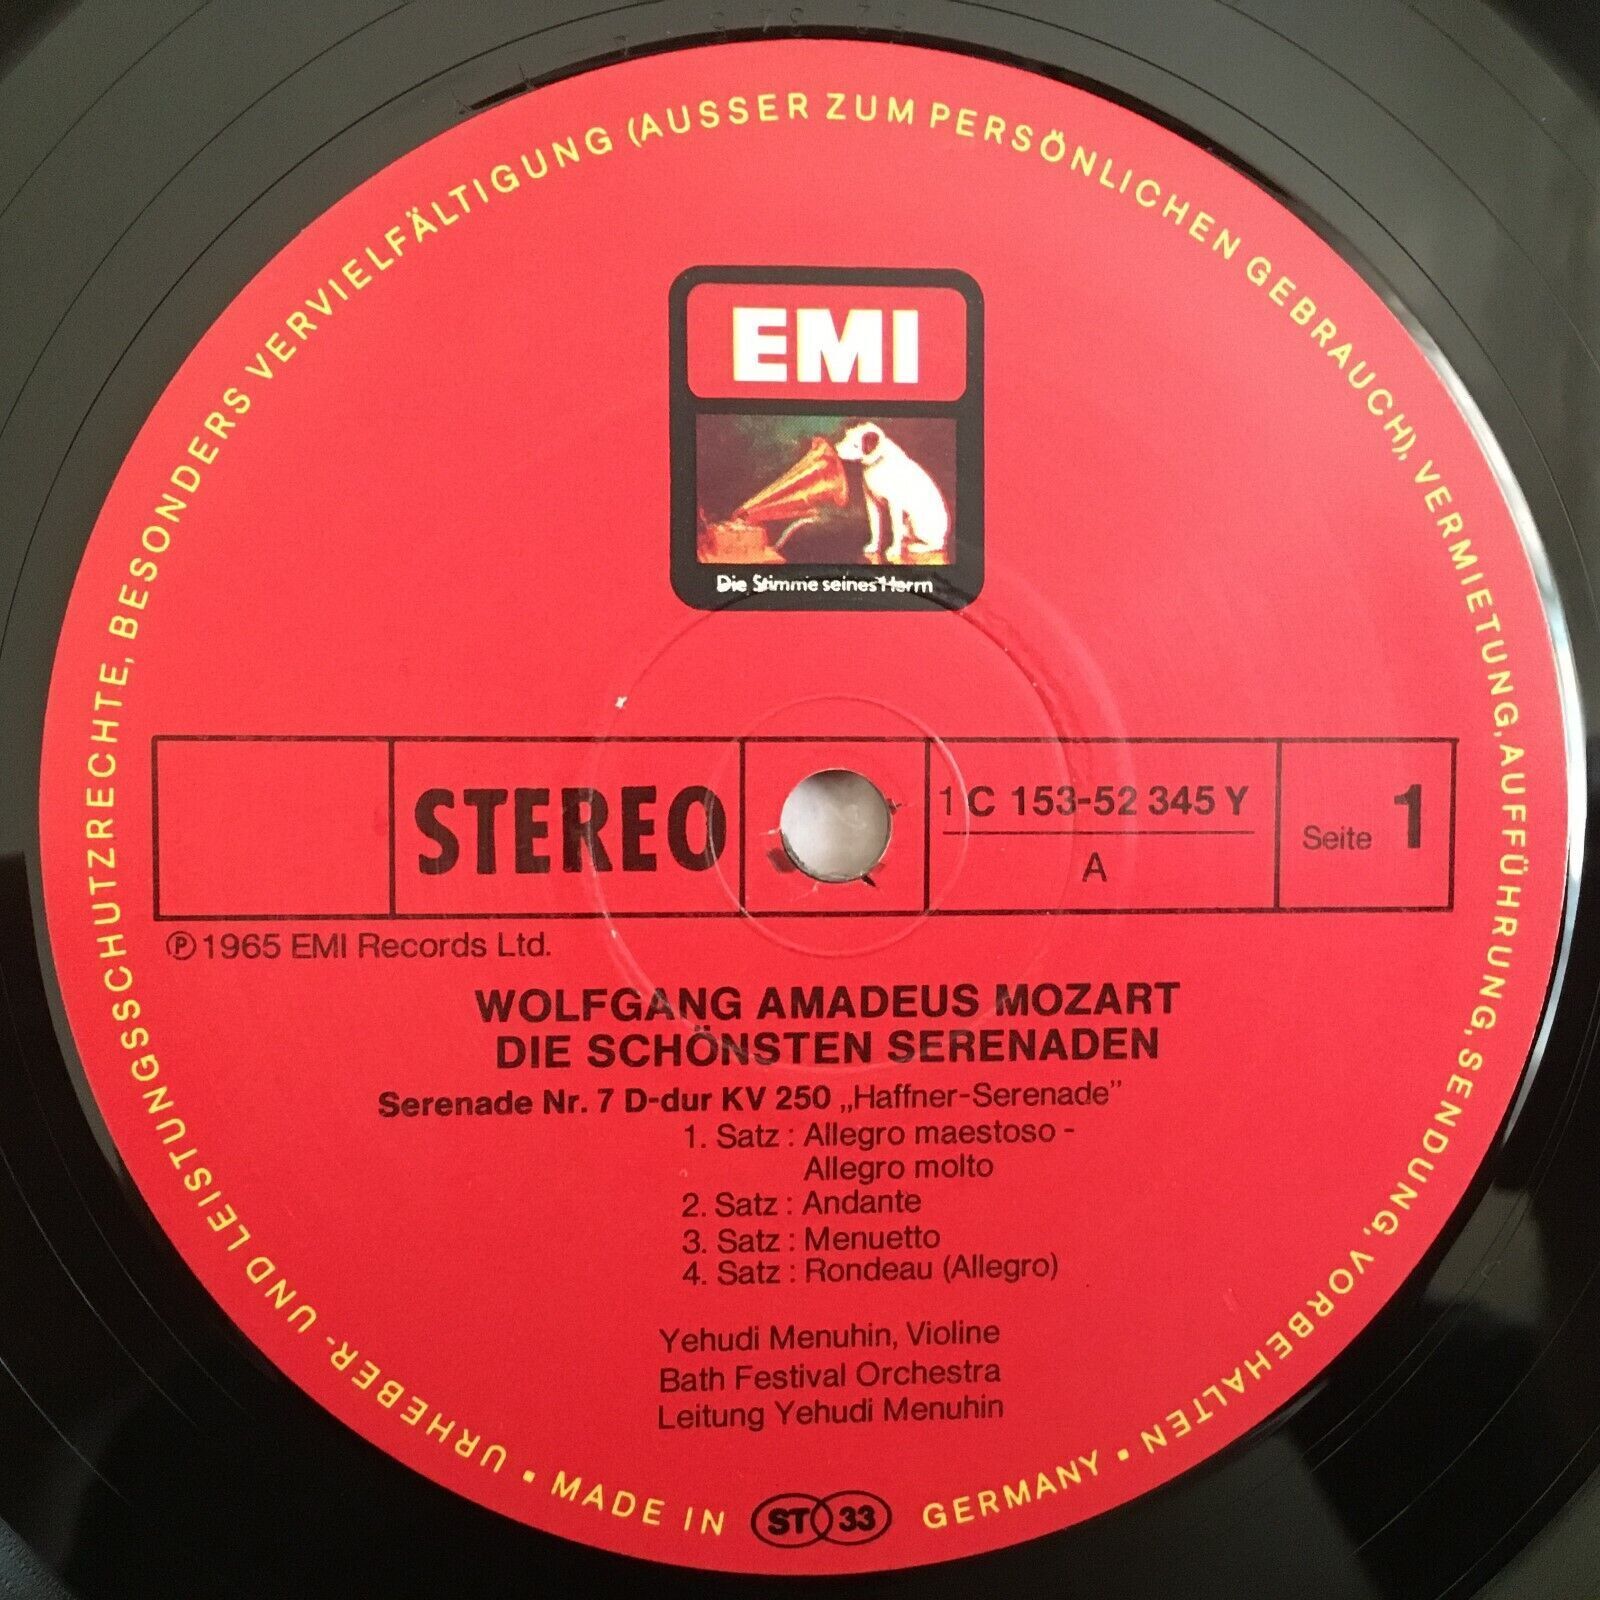 URHEBER- UND LEISTUNGSSCHUTZRECHTE, BESONDERS VERVIELFÄLTIGUNG (AUSSER ZUM PERSÖNLICHEN GEBRAUCH), VERMIETUNG, AUFFÜHRUNG, SENDUNG, VORBEHALTEN
EMI
Die Stimme seines Herrn
STEREO
1 C 153-52 345 Y
A
Seite 1
℗ 1965 EMI Records Ltd.
WOLFGANG AMADEUS MOZART
DIE SCHÖNSTEN SERENADEN
Serenade Nr. 7 D-dur KV 250 „Haffner-Serenade”
1. Satz : Allegro maestoso -
Allegro molto
2. Satz : Andante
3. Satz : Menuetto
4. Satz : Rondeau (Allegro)
Yehudi Menuhin, Violine
Bath Festival Orchestra
Leitung Yehudi Menuhin
• MADE IN ST 33 GERMANY •